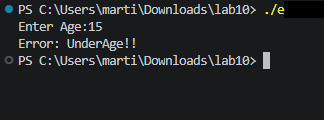 PS C:\Users\marti\Downloads\lab10> ./e
Enter Age:15
Error: UnderAge!!
PS C:\Users\marti\Downloads\lab10>